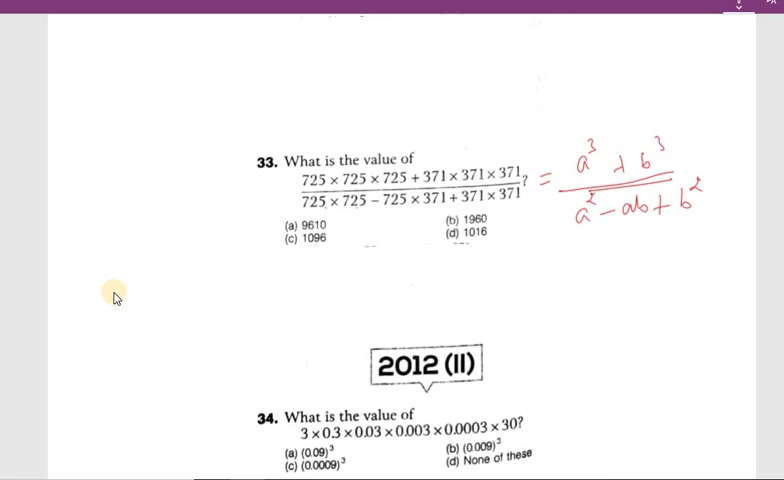 33. What is the value of
725 × 725 × 725 + 371 × 371 × 371
725 × 725 − 725 × 371 + 371 × 371 ?
= a³ + b³
a² − ab + b²
(a) 9610 (b) 1960
(c) 1096 (d) 1016
2012 (II)
34. What is the value of
3 × 0.3 × 0.03 × 0.003 × 0.0003 × 30?
(a) (0.09)³ (b) (0.009)³
(c) (0.0009)³ (d) None of these